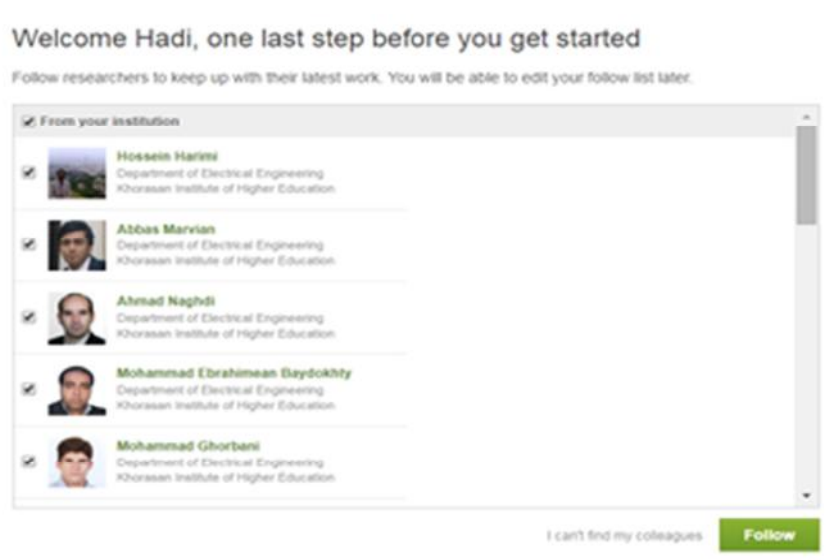 Welcome Hadi, one last step before you get started
Follow researchers to keep up with their latest work. You will be able to edit your follow list later.
From your institution
Hossein Harimi
Department of Electrical Engineering
Khorasan Institute of Higher Education
Abbas Marvian
Department of Electrical Engineering
Khorasan Institute of Higher Education
Ahmad Naghdi
Department of Electrical Engineering
Khorasan Institute of Higher Education
Mohammad Ebrahimean Baydokhty
Department of Electrical Engineering
Khorasan Institute of Higher Education
Mohammad Ghorbani
Department of Electrical Engineering
Khorasan Institute of Higher Education
I can't find my colleagues
Follow